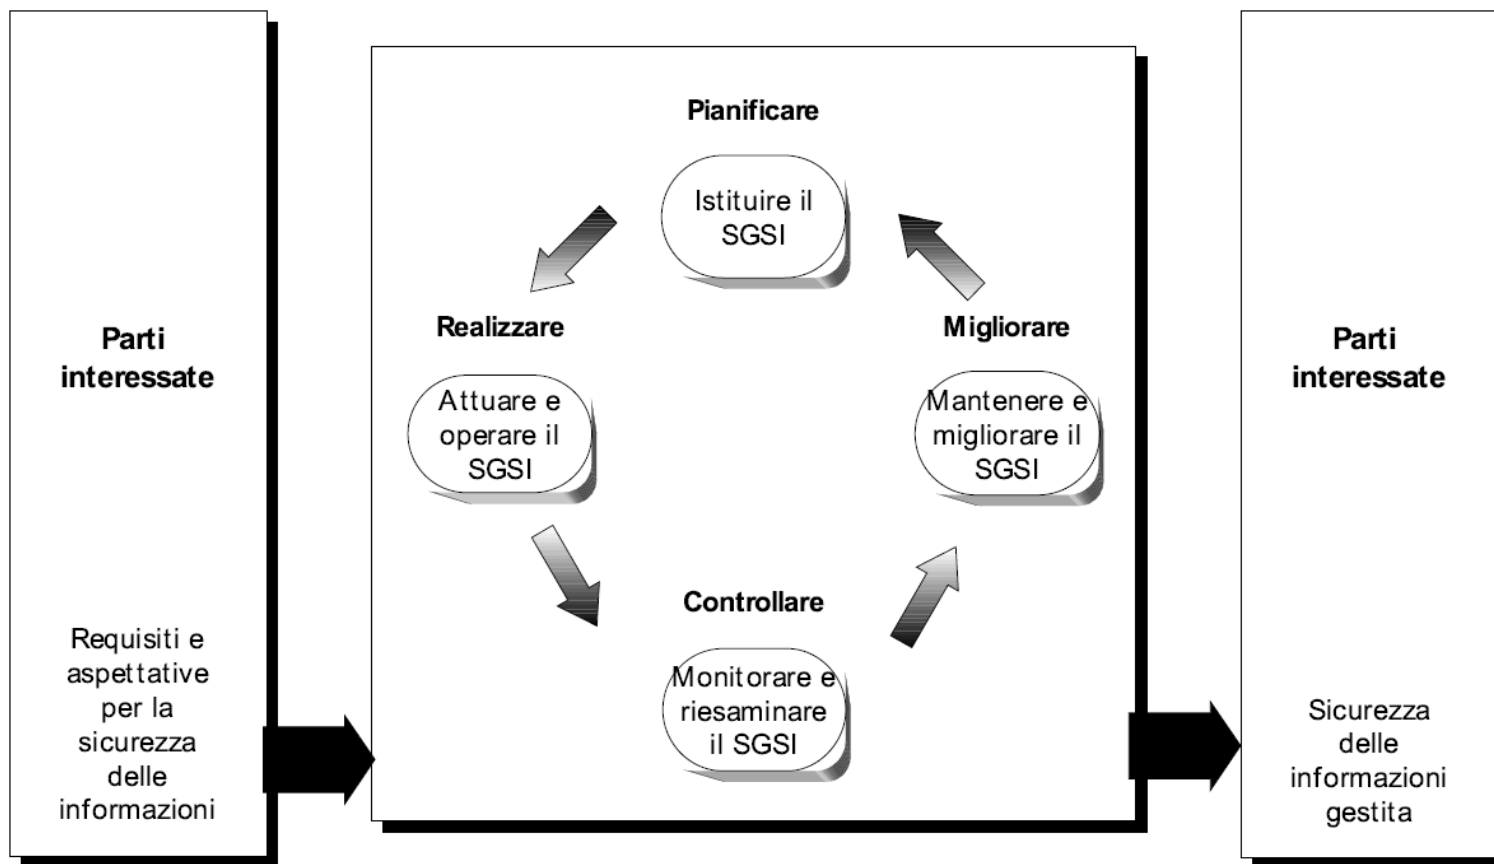 Parti
interessate
Requisiti e
aspettative
per la
sicurezza
delle
informazioni
Pianificare
Istituire il
SGSI
Realizzare
Attuare e
operare il
SGSI
Migliorare
Mantenere e
migliorare il
SGSI
Controllare
Monitorare e
riesaminare
il SGSI
Parti
interessate
Sicurezza
delle
informazioni
gestita